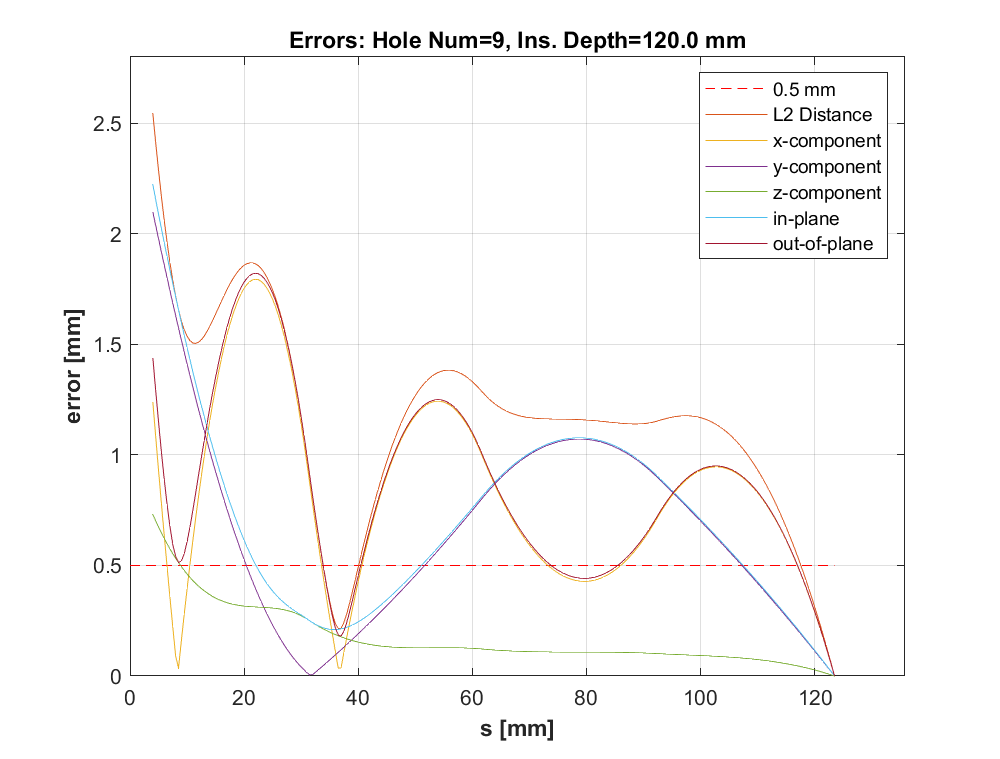 Errors: Hole Num=9, Ins. Depth=120.0 mm
0.5 mm
L2 Distance
x-component
y-component
z-component
in-plane
out-of-plane
2.5
2
1.5
1
0.5
0
error [mm]
0 20 40 60 80 100 120
s [mm]